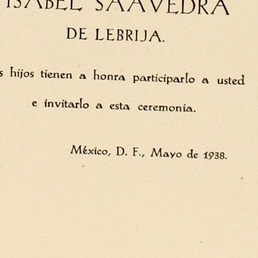 ISABEL SAAVEDRA
DE LEBRIJA.
s hijos tienen a honra participarlo a usted
e invitarlo a esta ceremonia.
México, D. F., Mayo de 1938.